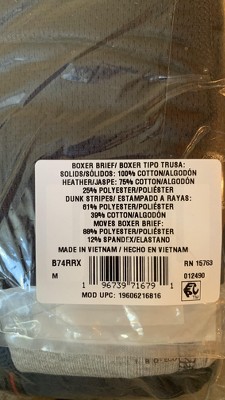 BOXER BRIEF/ BOXER TIPO TRUSA:
SOLIDS/SÓLIDOS: 100% COTTON/ALGODÓN
HEATHER/JASPE: 75% COTTON/ALGODÓN
25% POLYESTER/POLIÉSTER
DUNK STRIPES/ ESTAMPADO A RAYAS:
61% POLYESTER/POLIÉSTER
39% COTTON/ALGODÓN
MOVES BOXER BRIEF:
88% POLYESTER/POLIÉSTER
12% SPANDEX/ELASTANO
MADE IN VIETNAM / HECHO EN VIETNAM
B74RRX RN 15763
M 012490
1 96739 71679 1
MOD UPC: 19606216816